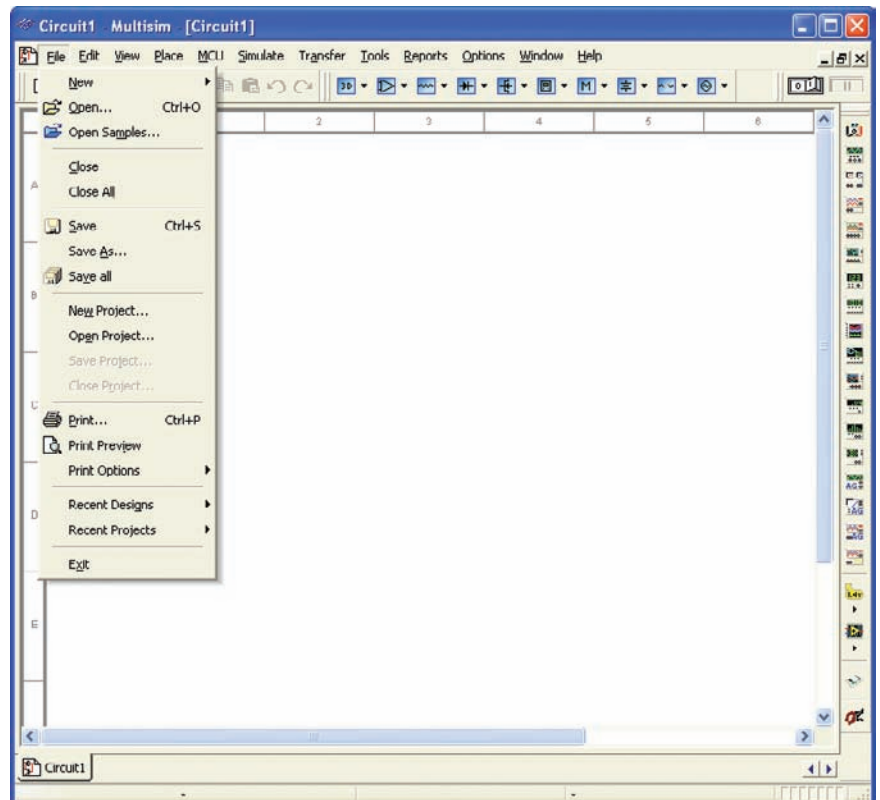 Circuit1 - Multisim - [Circuit1]
File Edit View Place MCU Simulate Transfer Tools Reports Options Window Help
New
Open... Ctrl+O
Open Samples...
Close
Close All
Save Ctrl+S
Save As...
Save all
New Project...
Open Project...
Save Project...
Close Project...
Print... Ctrl+P
Print Preview
Print Options
Recent Designs
Recent Projects
Exit
2 3 4 5 6
A
B
C
D
E
Circuit1